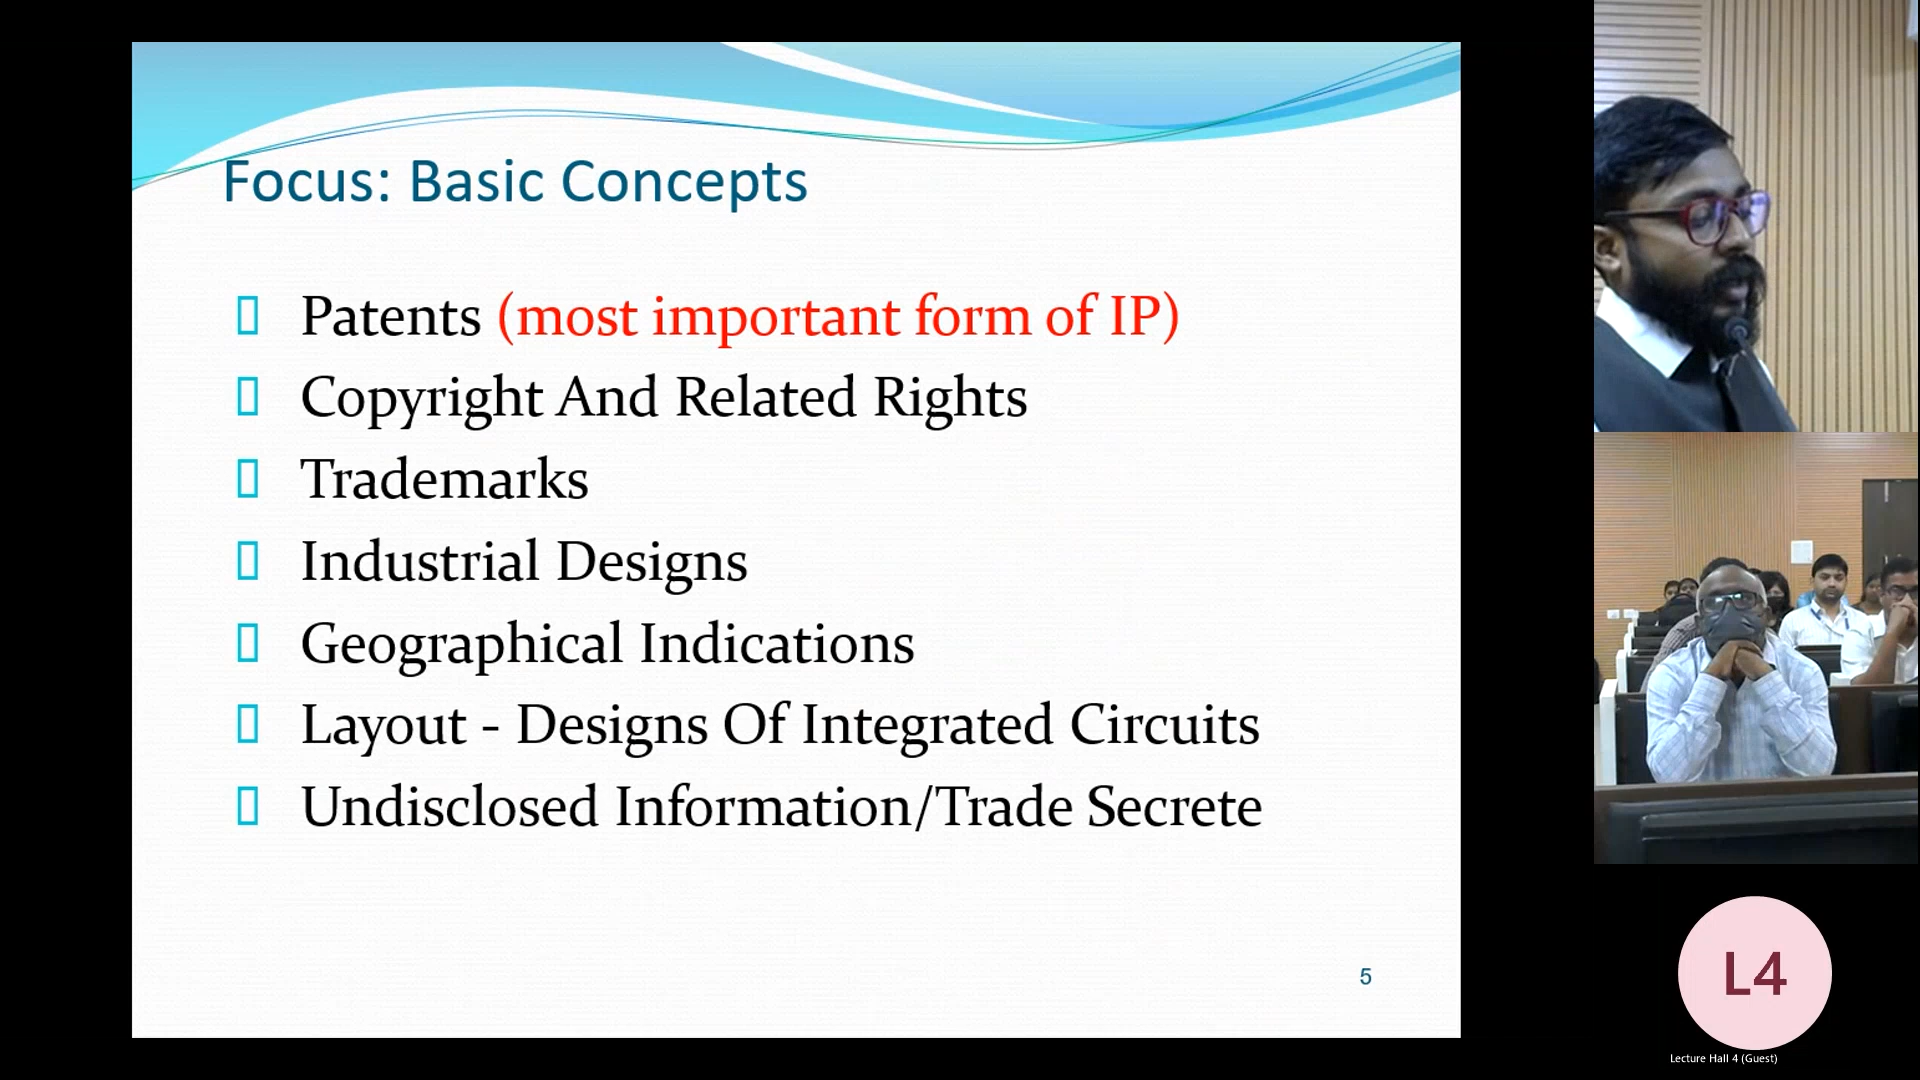 Focus: Basic Concepts
Patents (most important form of IP)
Copyright And Related Rights
Trademarks
Industrial Designs
Geographical Indications
Layout - Designs Of Integrated Circuits
Undisclosed Information/Trade Secrete
5
L4
Lecture Hall 4 (Guest)